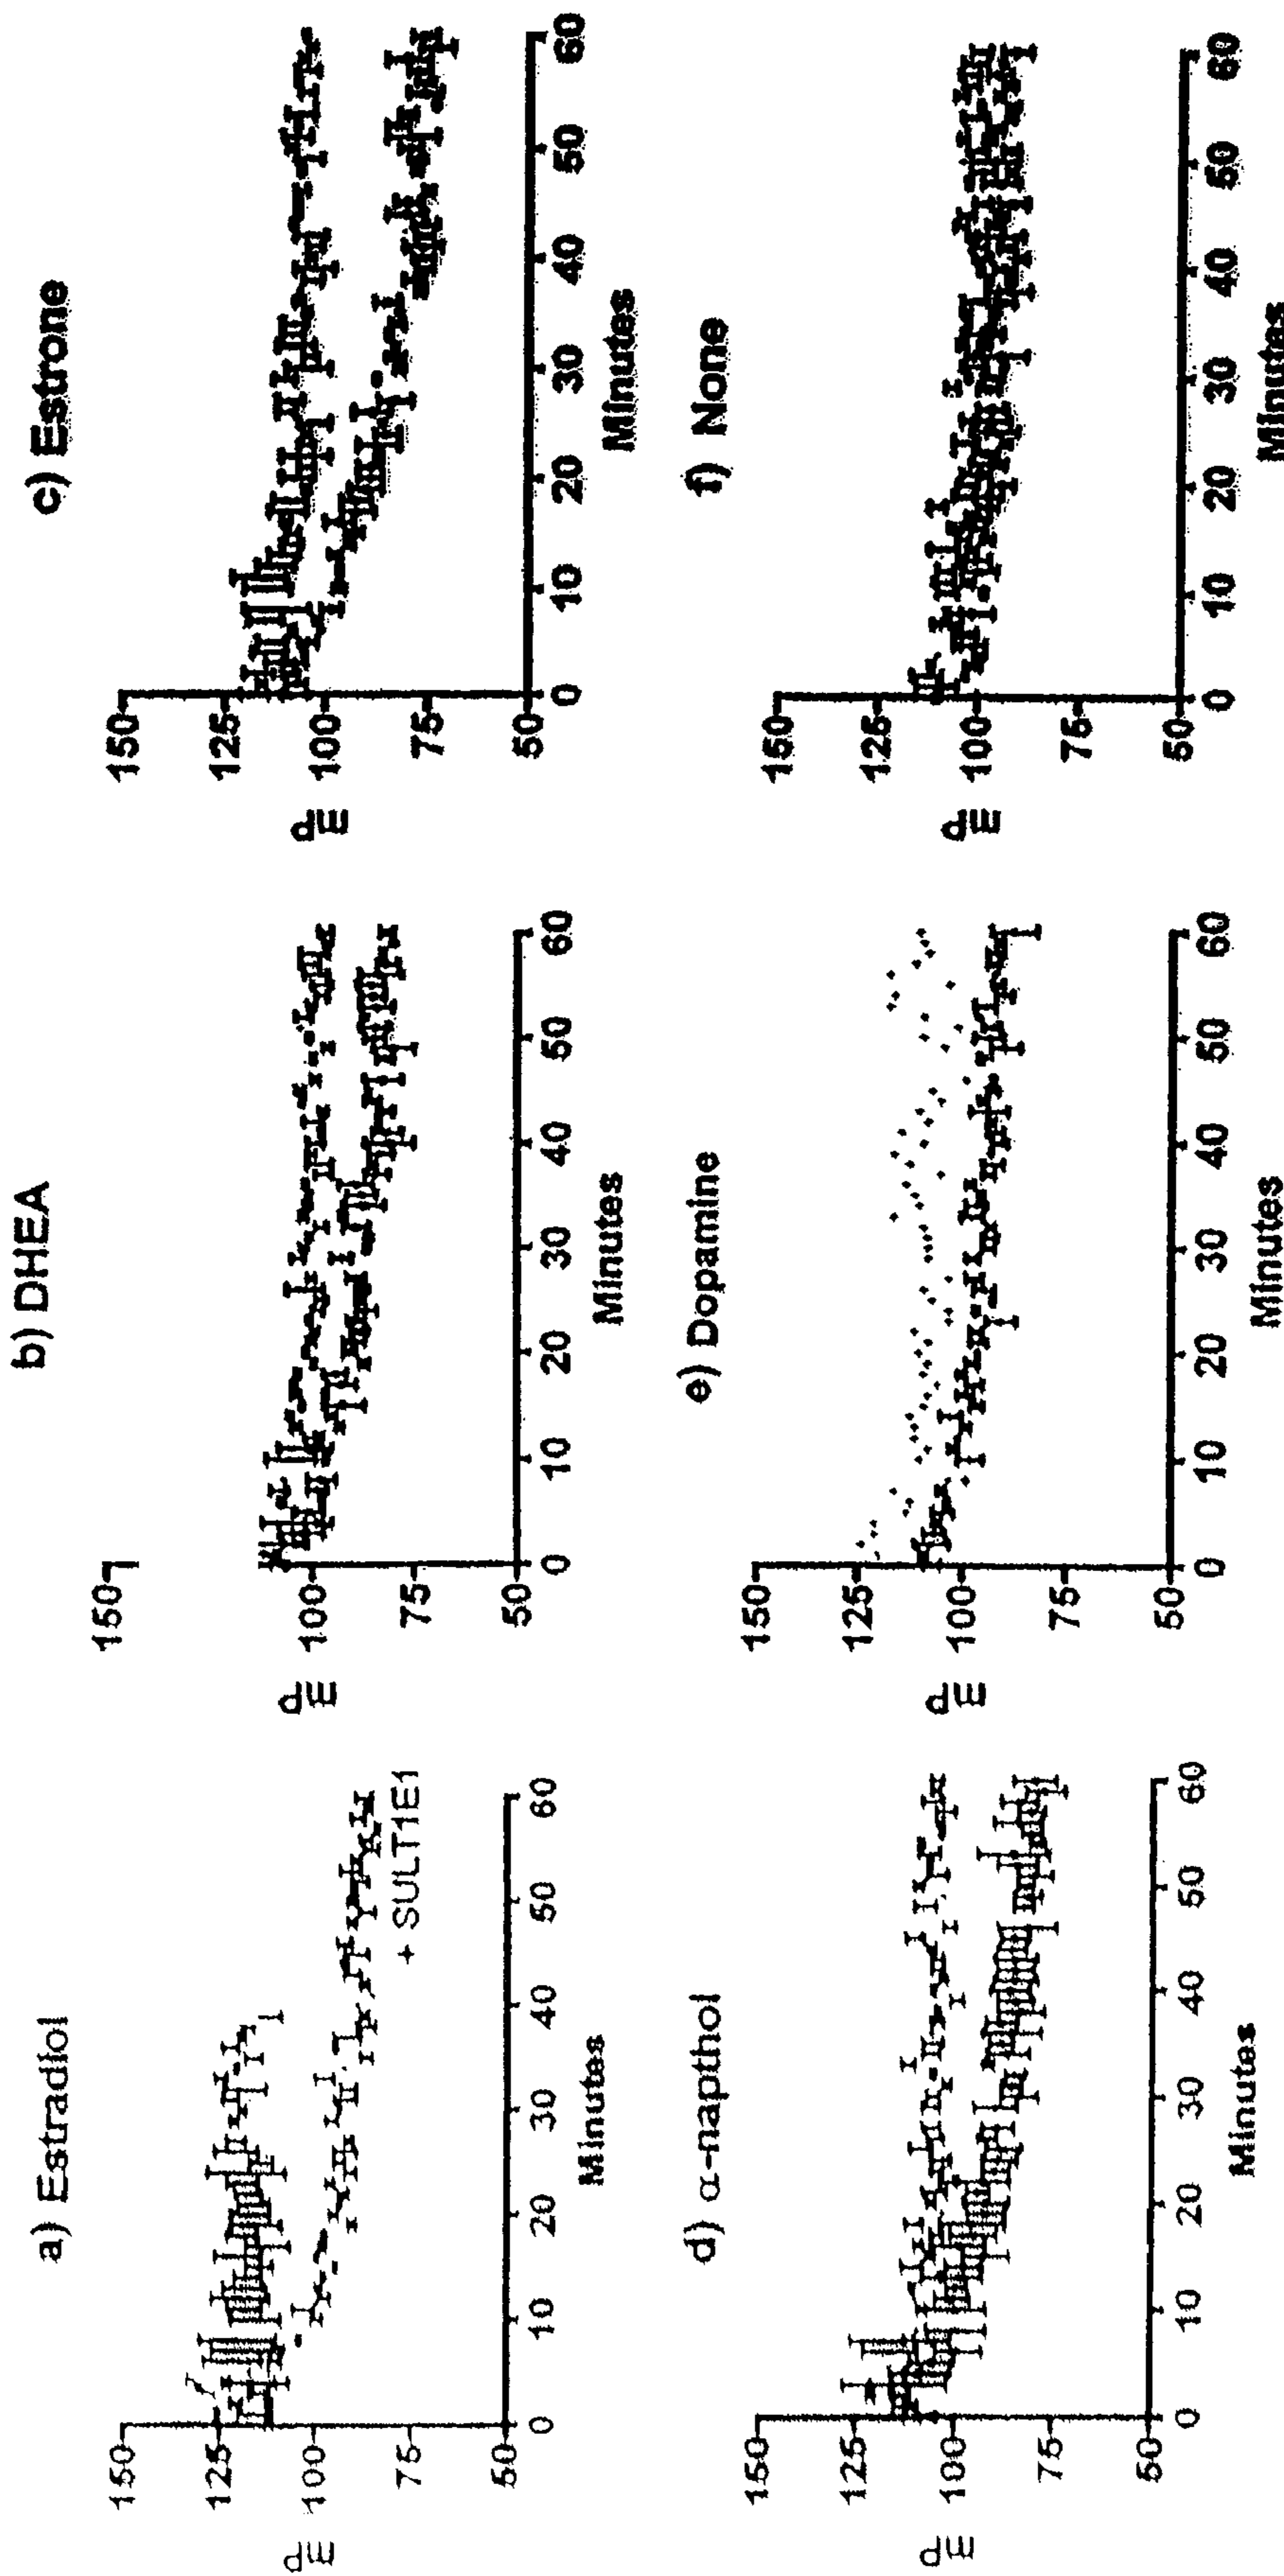 a) Estradiol
150
125
100
75
50
mP
0 10 20 30 40 50 60
Minutes
+ SULT1E1
b) DHEA
150
100
75
50
mP
0 10 20 30 40 50 60
Minutes
c) Estrone
150
125
100
75
50
mP
0 10 20 30 40 50 60
Minutes
d) α-napthol
150
125
100
75
50
mP
0 10 20 30 40 50 60
Minutes
e) Dopamine
150
125
100
75
50
mP
0 10 20 30 40 50 60
Minutes
f) None
150
125
100
75
50
mP
0 10 20 30 40 50 60
Minutes